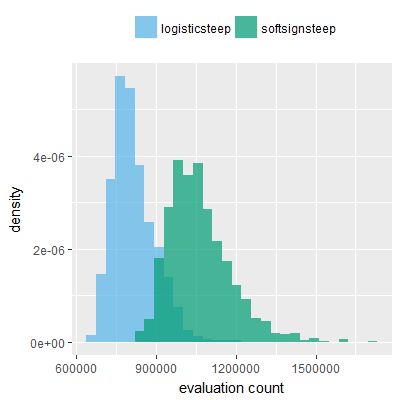 logisticsteep softsignsteep
density
4e-06
2e-06
0e+00
600000 900000 1200000 1500000
evaluation count